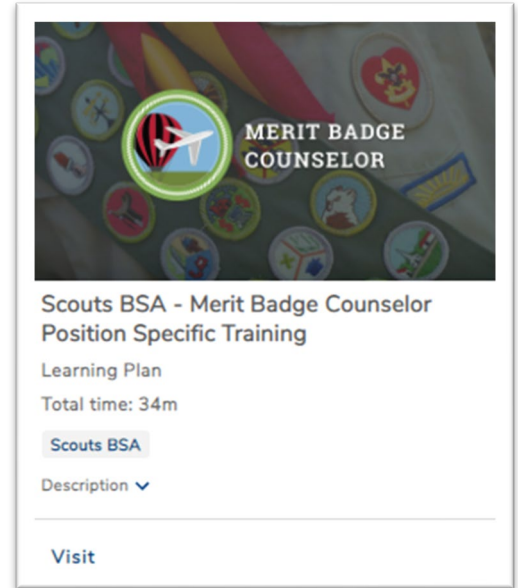 MERIT BADGE
COUNSELOR
Scouts BSA - Merit Badge Counselor
Position Specific Training
Learning Plan
Total time: 34m
Scouts BSA
Description
Visit